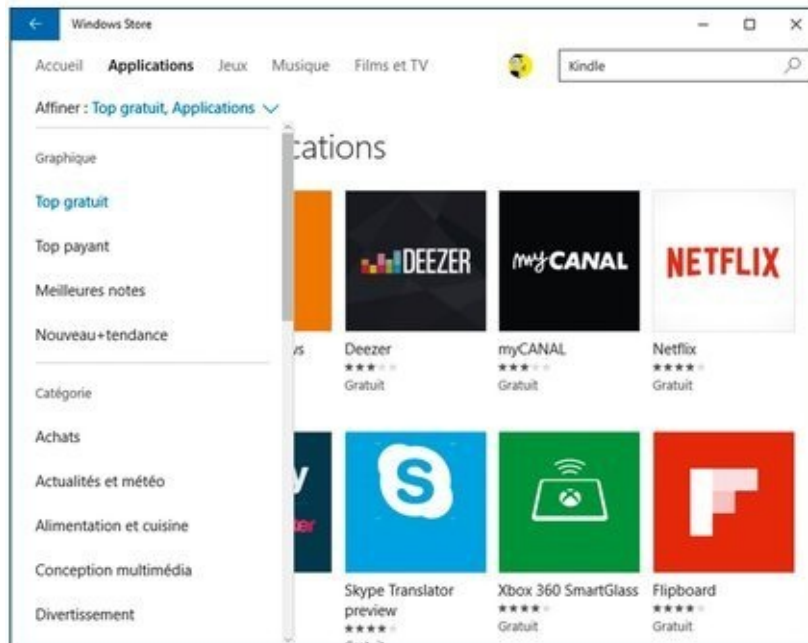 Windows Store
Accueil Applications Jeux Musique Films et TV Kindle
Affiner : Top gratuit, Applications
Graphique
Top gratuit
Top payant
Meilleures notes
Nouveau+tendance
Catégorie
Achats
Actualités et météo
Alimentation et cuisine
Conception multimédia
Divertissement
cations
DEEZER
myCANAL
NETFLIX
vs
Deezer
Gratuit
myCANAL
Gratuit
Netflix
Gratuit
y
ter
S
Skype Translator
preview
Xbox 360 SmartGlass
Gratuit
Flipboard
Gratuit